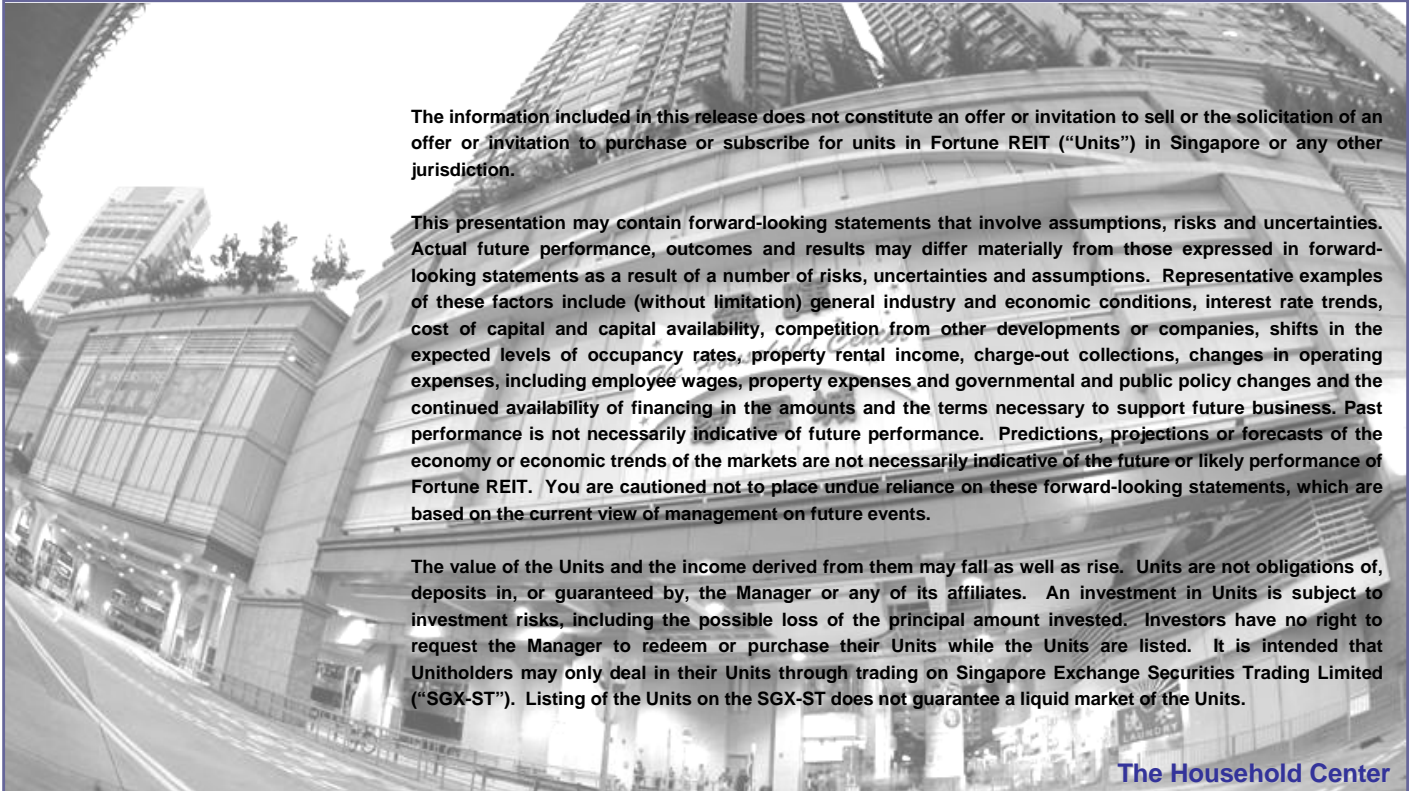 The information included in this release does not constitute an offer or invitation to sell or the solicitation of an
offer or invitation to purchase or subscribe for units in Fortune REIT (“Units”) in Singapore or any other
jurisdiction.
This presentation may contain forward-looking statements that involve assumptions, risks and uncertainties.
Actual future performance, outcomes and results may differ materially from those expressed in forward-
looking statements as a result of a number of risks, uncertainties and assumptions. Representative examples
of these factors include (without limitation) general industry and economic conditions, interest rate trends,
cost of capital and capital availability, competition from other developments or companies, shifts in the
expected levels of occupancy rates, property rental income, charge-out collections, changes in operating
expenses, including employee wages, property expenses and governmental and public policy changes and the
continued availability of financing in the amounts and the terms necessary to support future business. Past
performance is not necessarily indicative of future performance. Predictions, projections or forecasts of the
economy or economic trends of the markets are not necessarily indicative of the future or likely performance of
Fortune REIT. You are cautioned not to place undue reliance on these forward-looking statements, which are
based on the current view of management on future events.
The value of the Units and the income derived from them may fall as well as rise. Units are not obligations of,
deposits in, or guaranteed by, the Manager or any of its affiliates. An investment in Units is subject to
investment risks, including the possible loss of the principal amount invested. Investors have no right to
request the Manager to redeem or purchase their Units while the Units are listed. It is intended that
Unitholders may only deal in their Units through trading on Singapore Exchange Securities Trading Limited
(“SGX-ST”). Listing of the Units on the SGX-ST does not guarantee a liquid market of the Units.
The Household Center
LAUNDRY
The Household Center